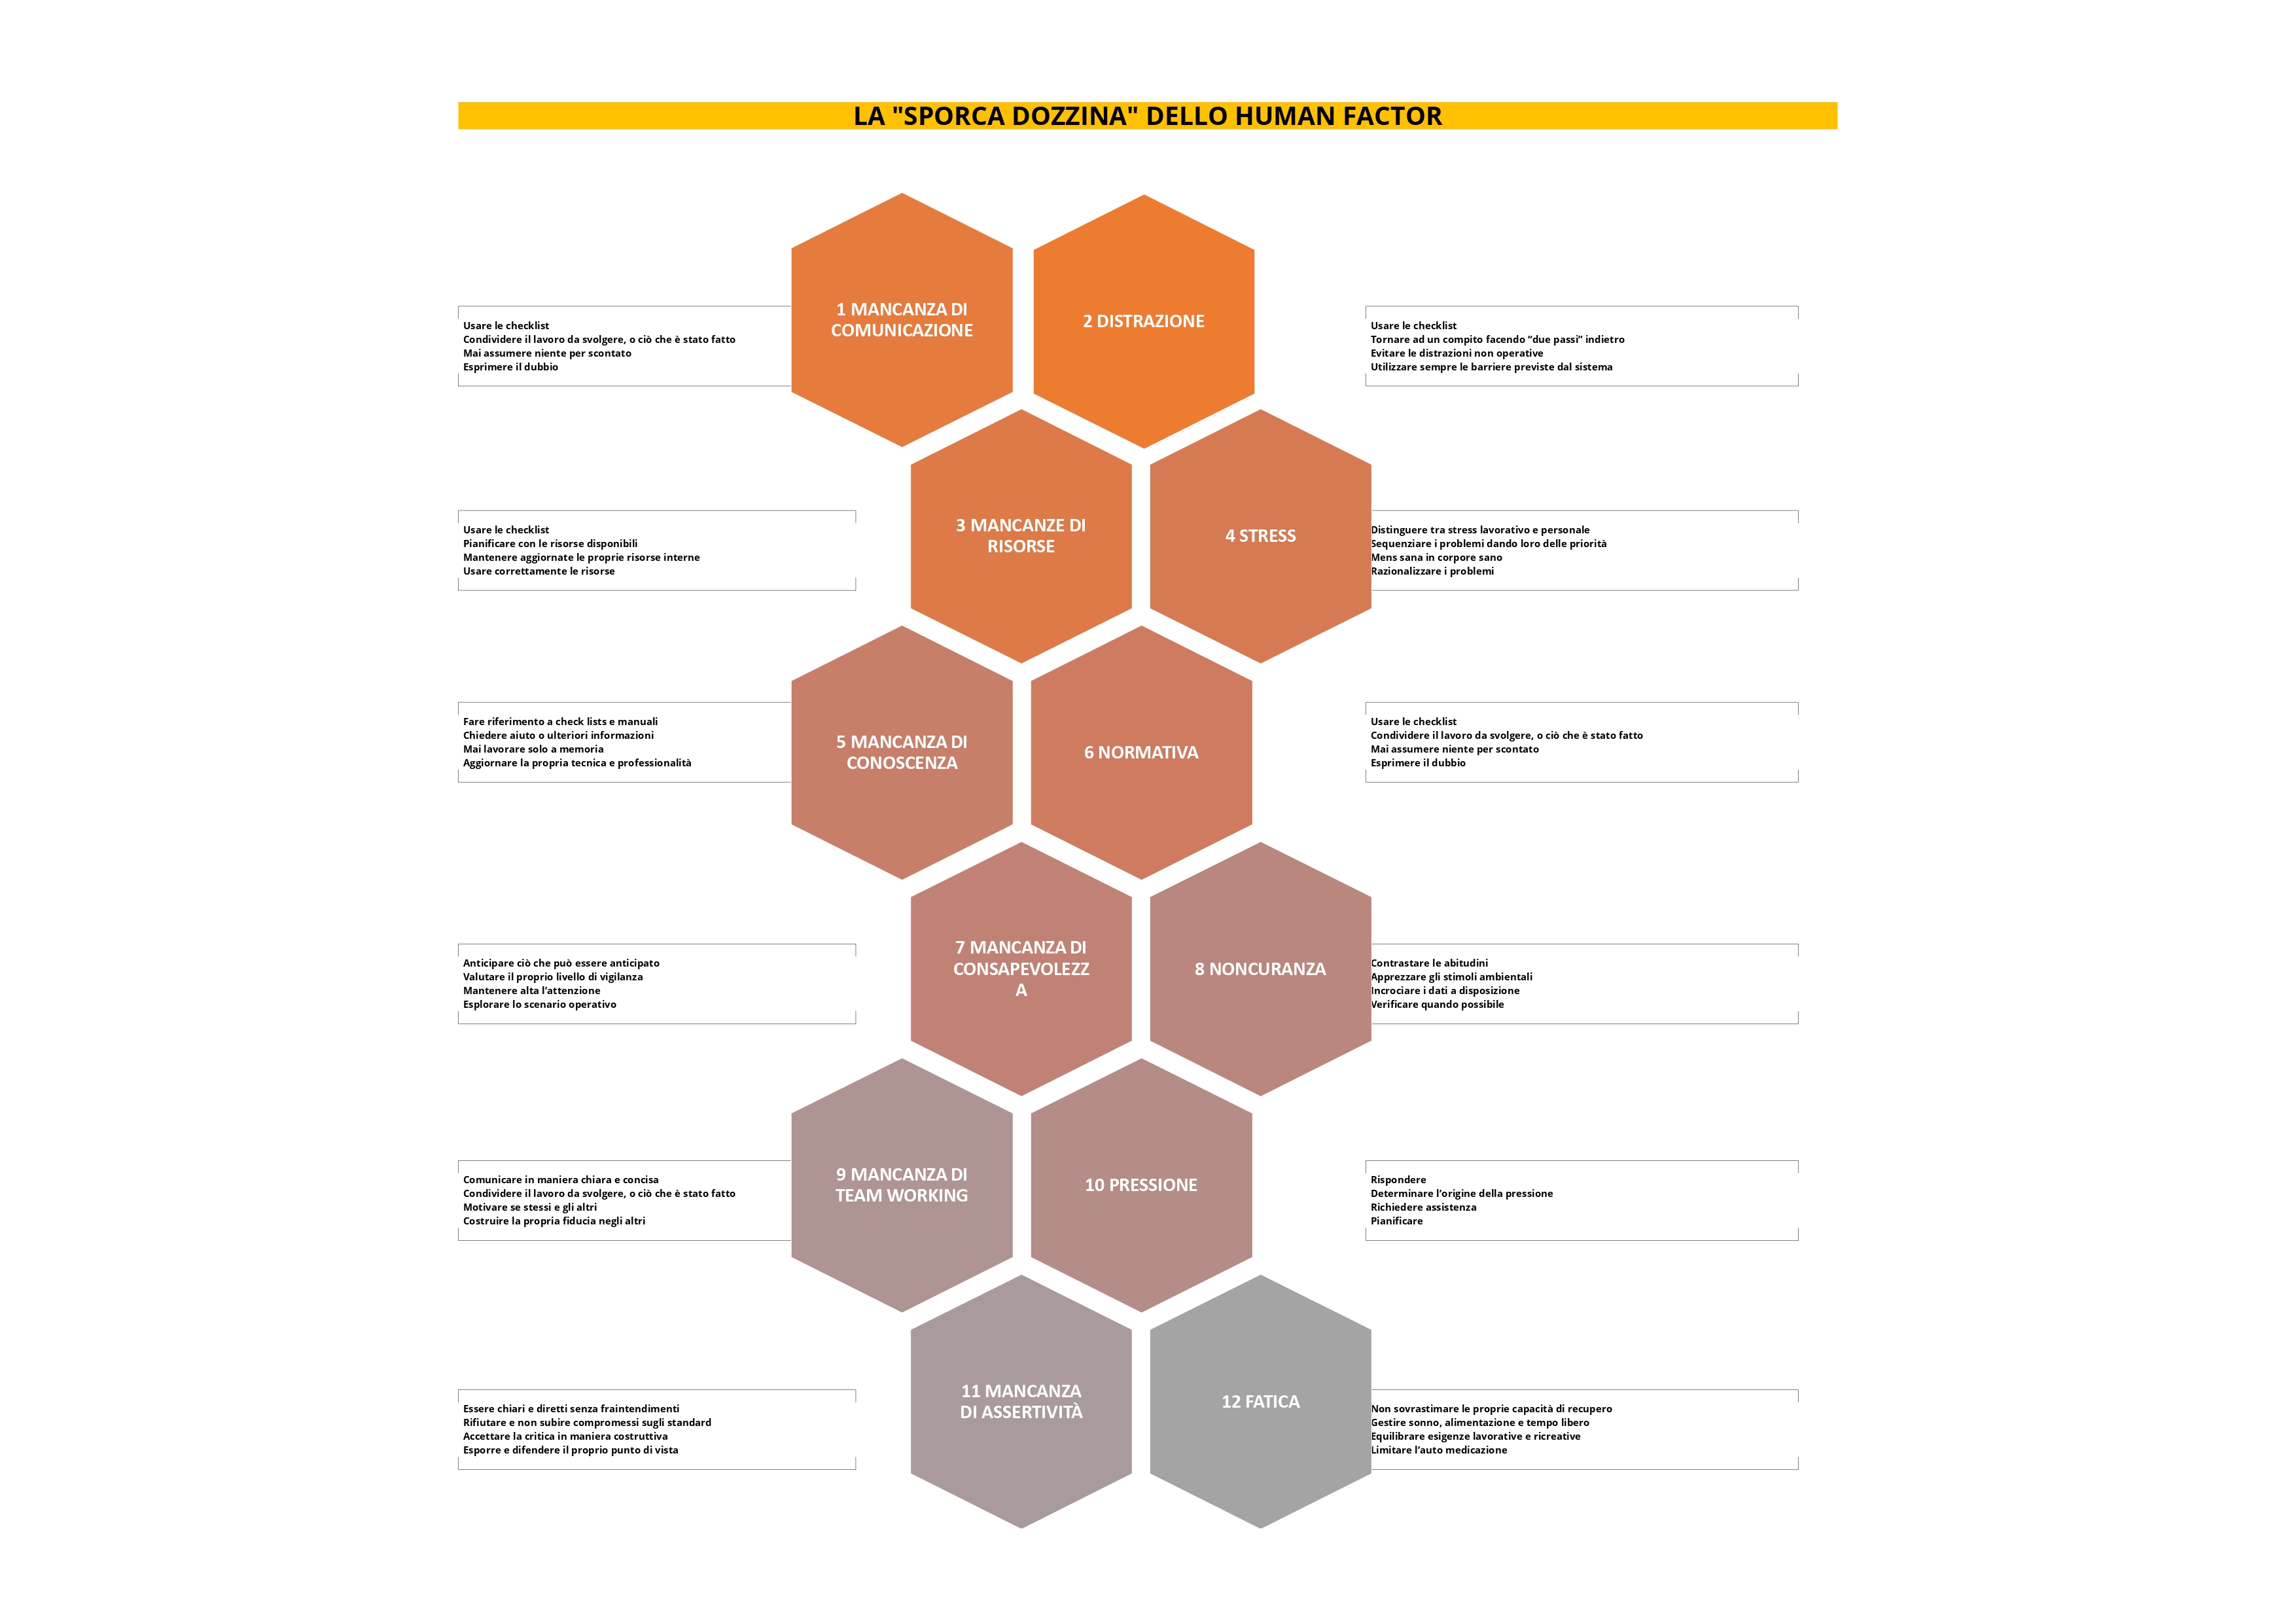 LA "SPORCA DOZZINA" DELLO HUMAN FACTOR
1 MANCANZA DI
COMUNICAZIONE
Usare le checklist
Condividere il lavoro da svolgere, o ciò che è stato fatto
Mai assumere niente per scontato
Esprimere il dubbio
2 DISTRAZIONE
Usare le checklist
Tornare ad un compito facendo “due passi” indietro
Evitare le distrazioni non operative
Utilizzare sempre le barriere previste dal sistema
3 MANCANZE DI
RISORSE
Usare le checklist
Pianificare con le risorse disponibili
Mantenere aggiornate le proprie risorse interne
Usare correttamente le risorse
4 STRESS
Distinguere tra stress lavorativo e personale
Sequenziare i problemi dando loro delle priorità
Mens sana in corpore sano
Razionalizzare i problemi
5 MANCANZA DI
CONOSCENZA
Fare riferimento a check lists e manuali
Chiedere aiuto o ulteriori informazioni
Mai lavorare solo a memoria
Aggiornare la propria tecnica e professionalità
6 NORMATIVA
Usare le checklist
Condividere il lavoro da svolgere, o ciò che è stato fatto
Mai assumere niente per scontato
Esprimere il dubbio
7 MANCANZA DI
CONSAPEVOLEZZ
A
Anticipare ciò che può essere anticipato
Valutare il proprio livello di vigilanza
Mantenere alta l’attenzione
Esplorare lo scenario operativo
8 NONCURANZA
Contrastare le abitudini
Apprezzare gli stimoli ambientali
Incrociare i dati a disposizione
Verificare quando possibile
9 MANCANZA DI
TEAM WORKING
Comunicare in maniera chiara e concisa
Condividere il lavoro da svolgere, o ciò che è stato fatto
Motivare se stessi e gli altri
Costruire la propria fiducia negli altri
10 PRESSIONE
Rispondere
Determinare l’origine della pressione
Richiedere assistenza
Pianificare
11 MANCANZA
DI ASSERTIVITÀ
Essere chiari e diretti senza fraintendimenti
Rifiutare e non subire compromessi sugli standard
Accettare la critica in maniera costruttiva
Esporre e difendere il proprio punto di vista
12 FATICA
Non sovrastimare le proprie capacità di recupero
Gestire sonno, alimentazione e tempo libero
Equilibrare esigenze lavorative e ricreative
Limitare l’auto medicazione